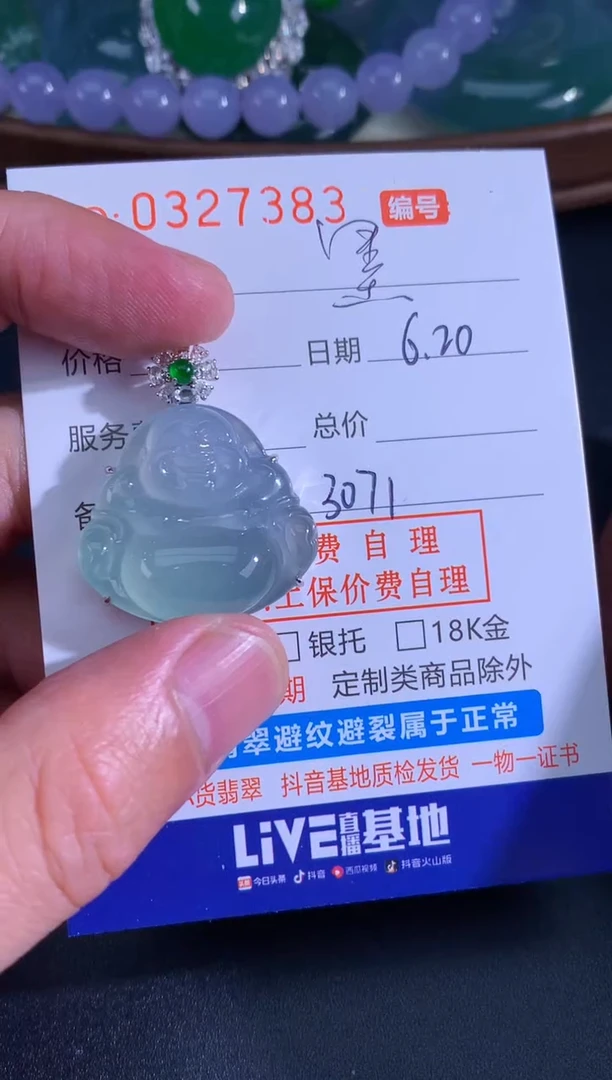 0327383 编号
价格 日期 6.20
服务 总价
备 3071
费 自 理
保价费自理
银托 18K金
期 定制类商品除外
翠避纹避裂属于正常
货翡翠 抖音基地质检发货 一物一证书
LiVE直播基地
今日头条 抖音 西瓜视频 抖音火山版